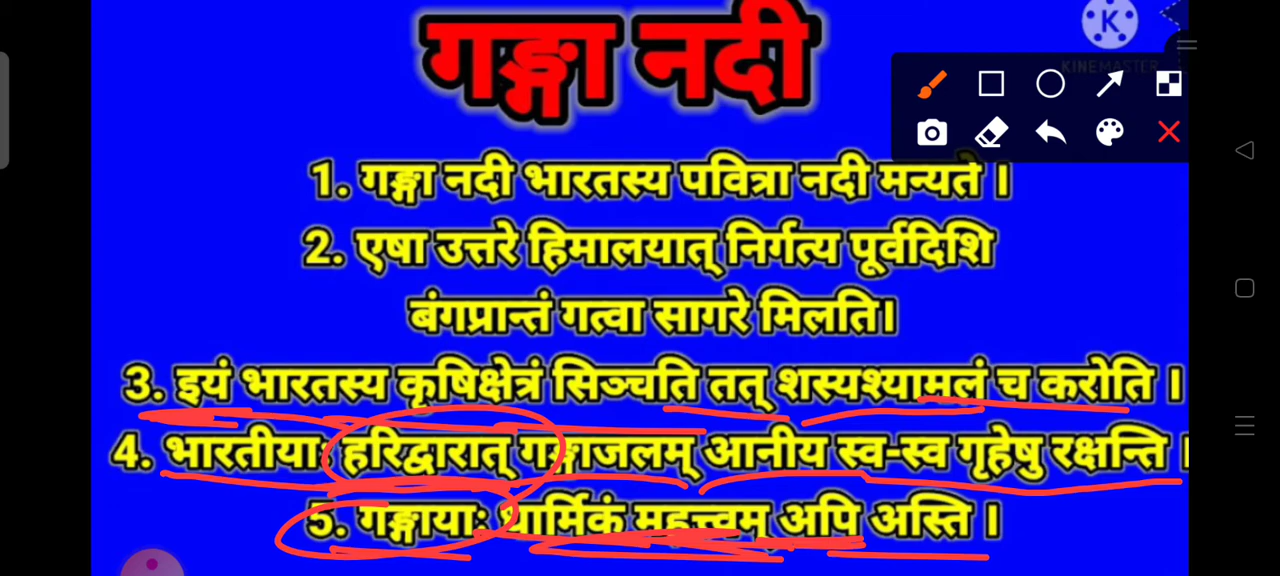 गङ्गा नदी
K
KINEMASTER
1. गङ्गा नदी भारतस्य पवित्रा नदी मन्यते ।
2. एषा उत्तरे हिमालयात् निर्गत्य पूर्वदिशि
बंगप्रान्तं गत्वा सागरे मिलति।
3. इयं भारतस्य कृषिक्षेत्रं सिञ्चति तत् शस्यश्यामलं च करोति ।
4. भारतीयाः हरिद्वारात् गङ्गाजलम् आनीय स्व-स्व गृहेषु रक्षन्ति ।
5. गङ्गायाः धार्मिकं महत्त्वम् अपि अस्ति ।